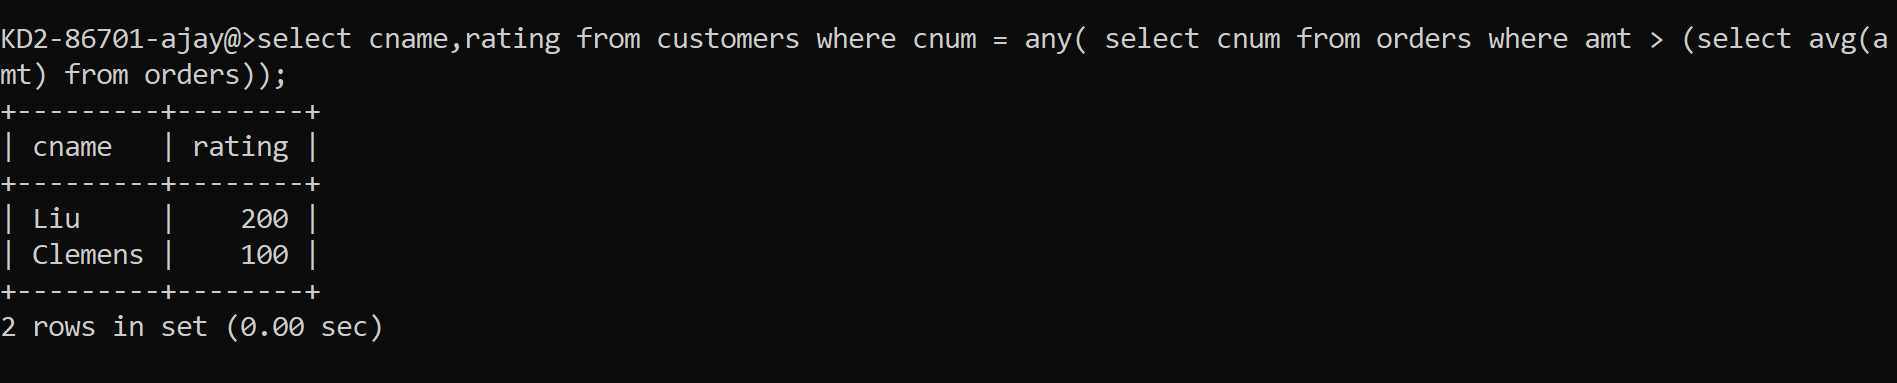 KD2-86701-ajay@>select cname,rating from customers where cnum = any( select cnum from orders where amt > (select avg(a
mt) from orders));
+---------+--------+
| cname   | rating |
+---------+--------+
| Liu     |    200 |
| Clemens |    100 |
+---------+--------+
2 rows in set (0.00 sec)